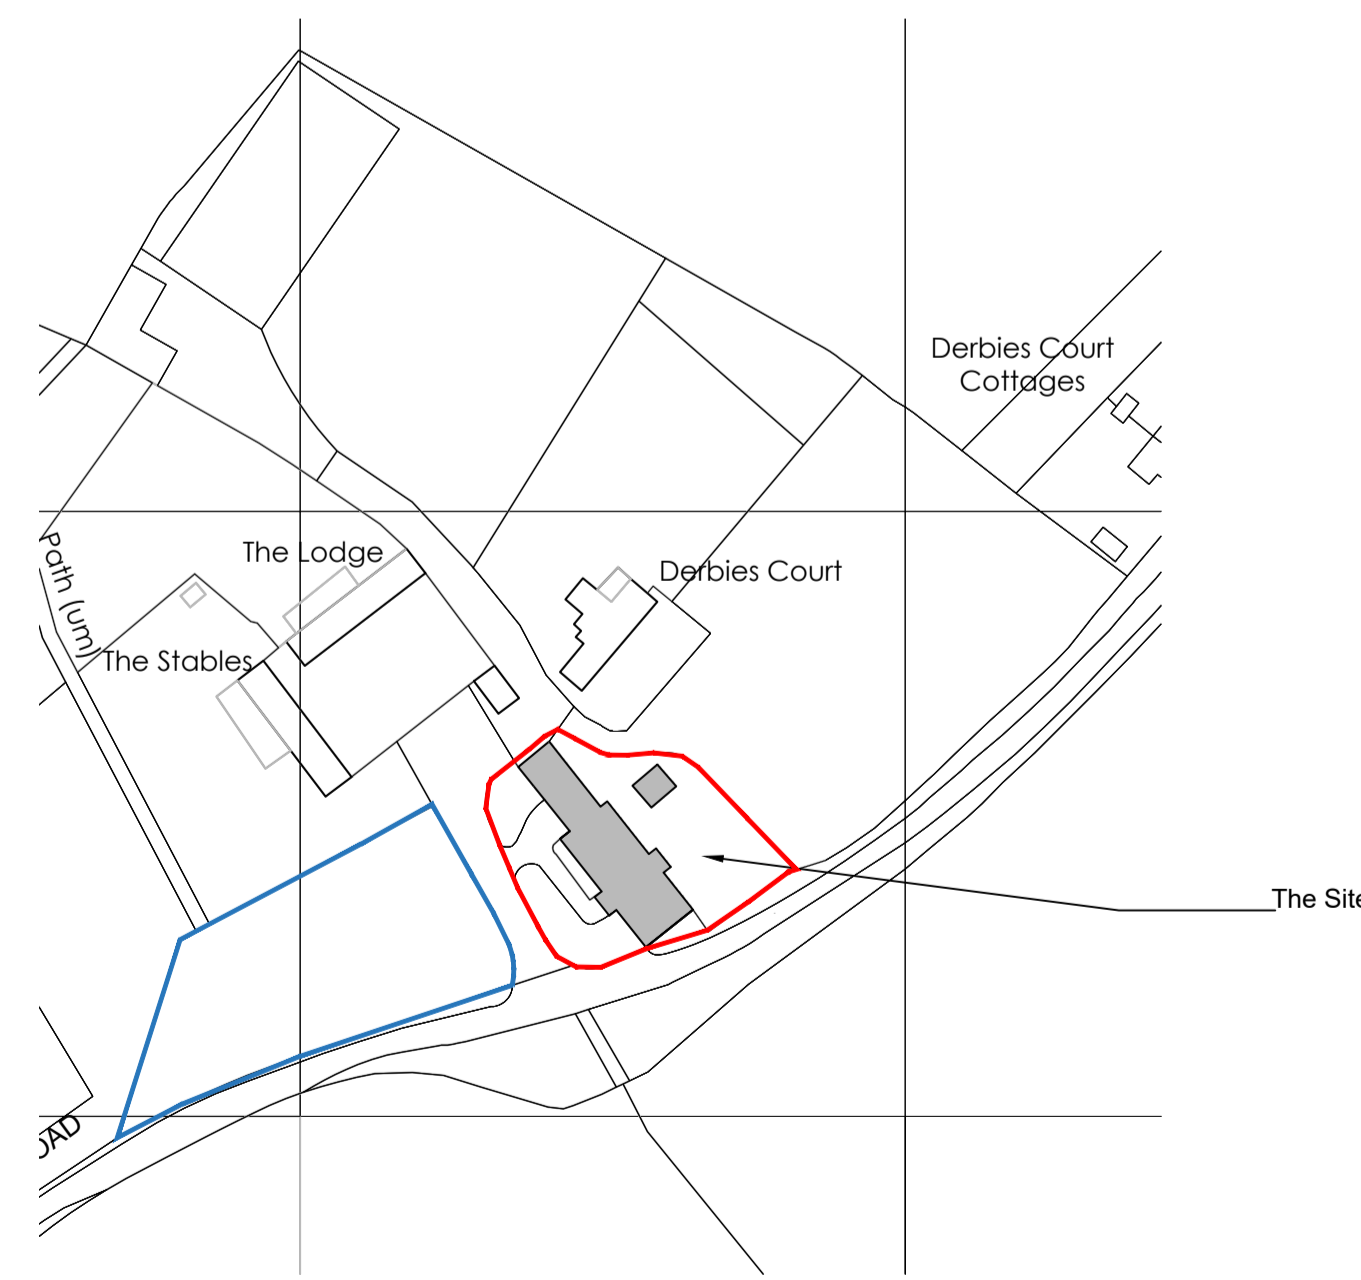 Derbies Court
Cottages
The Lodge
Derbies Court
Path (um)
The Stables
The Site
OAD